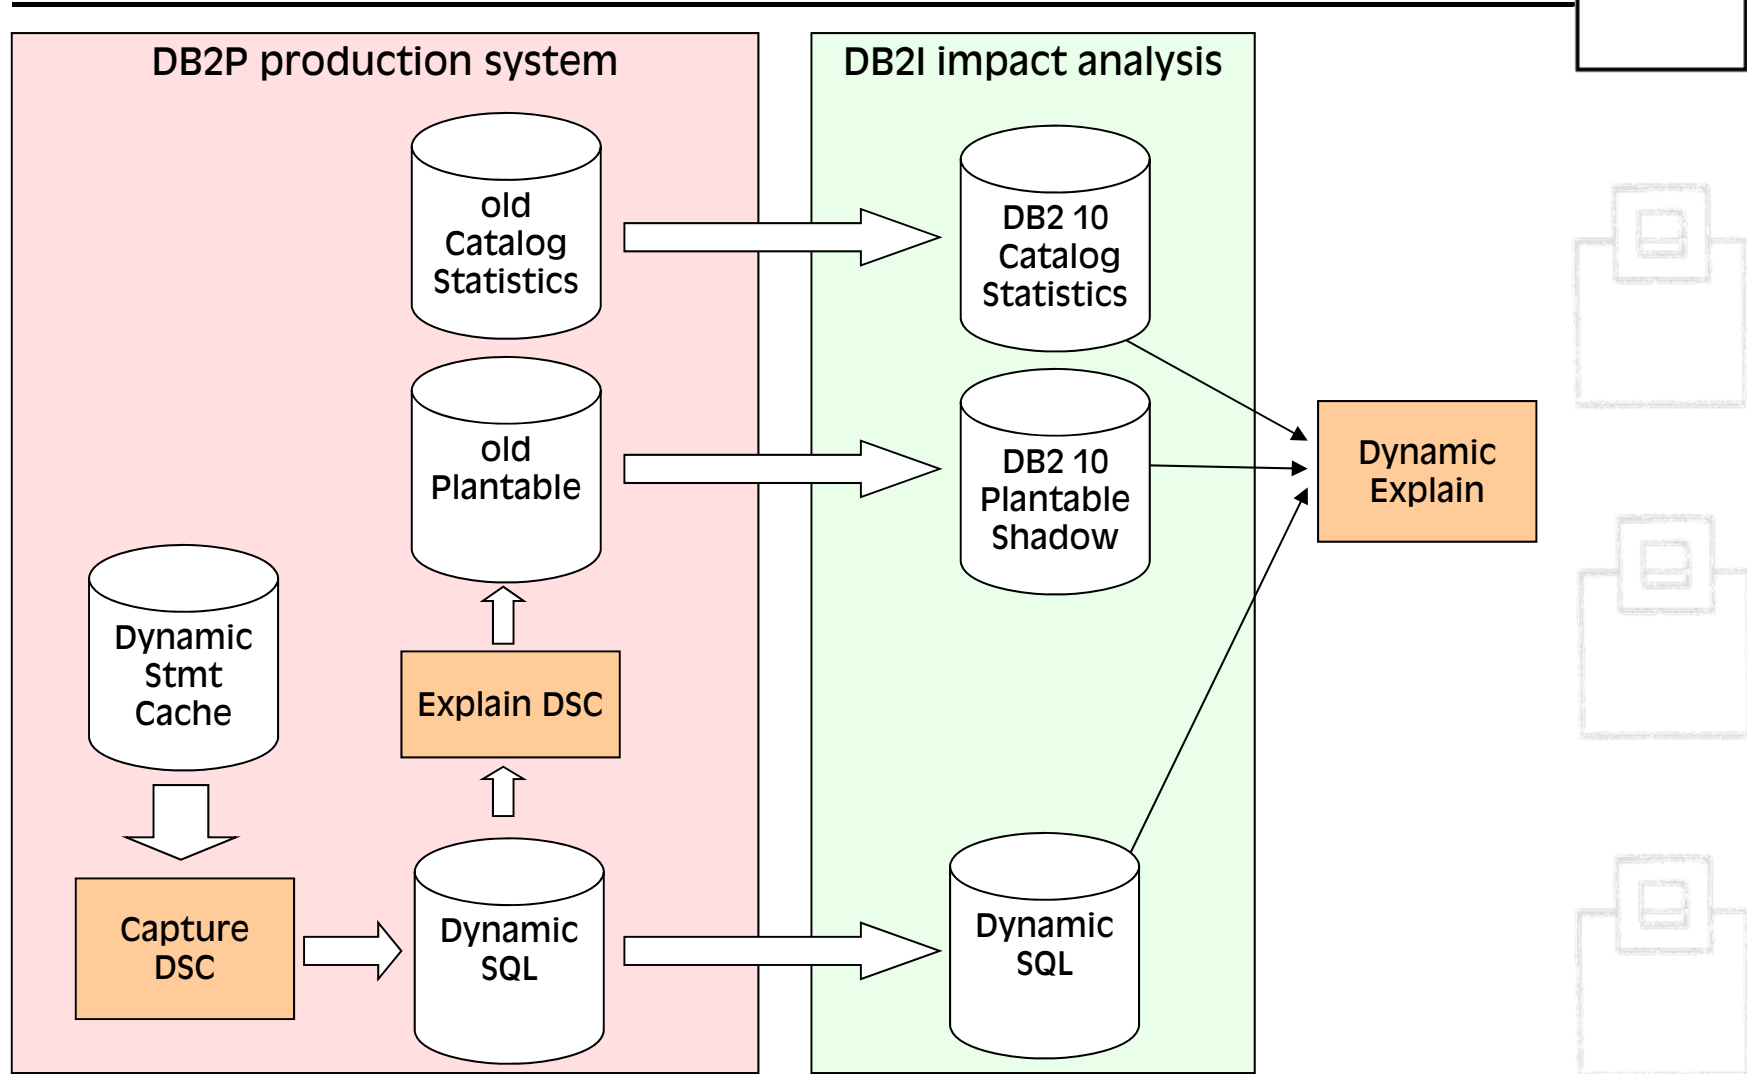 DB2P production system
DB2I impact analysis
old
Catalog
Statistics
DB2 10
Catalog
Statistics
old
Plantable
DB2 10
Plantable
Shadow
Dynamic
Explain
Dynamic
Stmt
Cache
Explain DSC
Capture
DSC
Dynamic
SQL
Dynamic
SQL